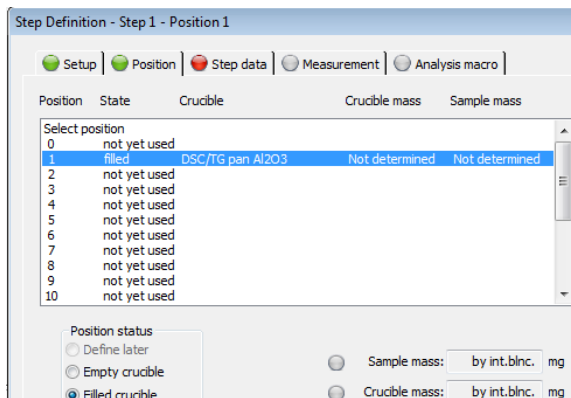 Step Definition - Step 1 - Position 1
Setup Position Step data Measurement Analysis macro
Position State Crucible Crucible mass Sample mass
Select position
0 not yet used
1 filled DSC/TG pan Al2O3 Not determined Not determined
2 not yet used
3 not yet used
4 not yet used
5 not yet used
6 not yet used
7 not yet used
8 not yet used
9 not yet used
10 not yet used
Position status
Define later
Sample mass: by int.blnc. mg
Empty crucible
Filled crucible
Crucible mass: by int.blnc. mg